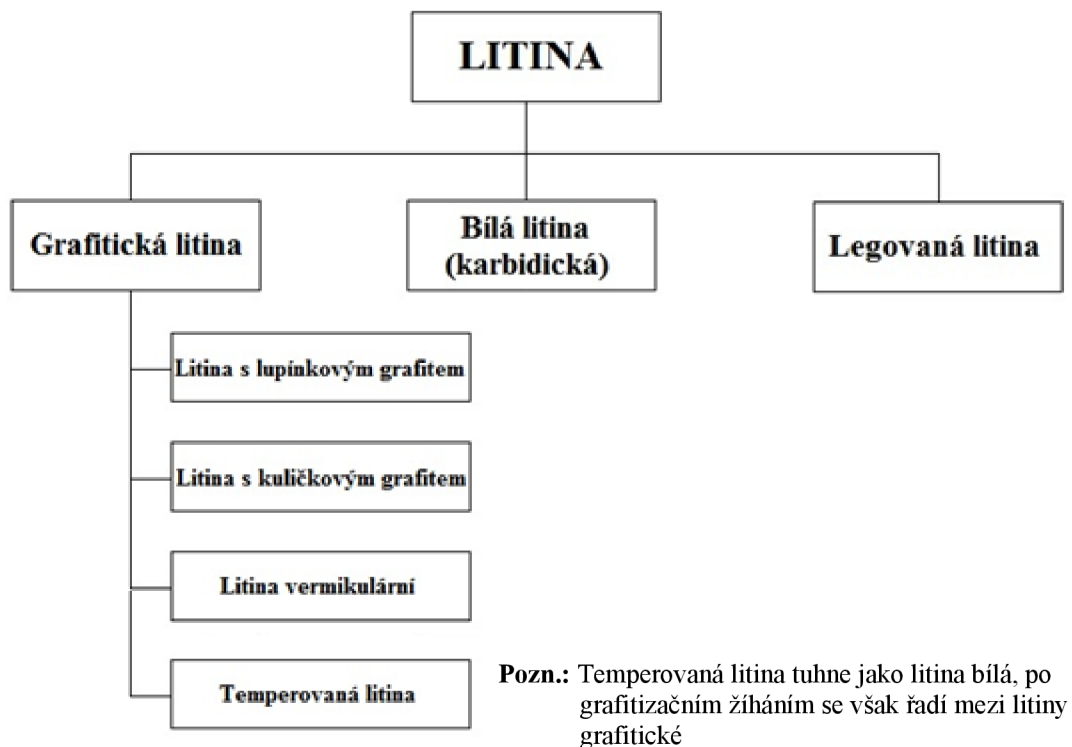 LITINA
Grafitická litina
Bílá litina
(karbidická)
Legovaná litina
Litina s lupínkovým grafitem
Litina s kuličkovým grafitem
Litina vermikulární
Temperovaná litina
Pozn.: Temperovaná litina tuhne jako litina bílá, po
grafitizačním žíháním se však řadí mezi litiny
grafitické